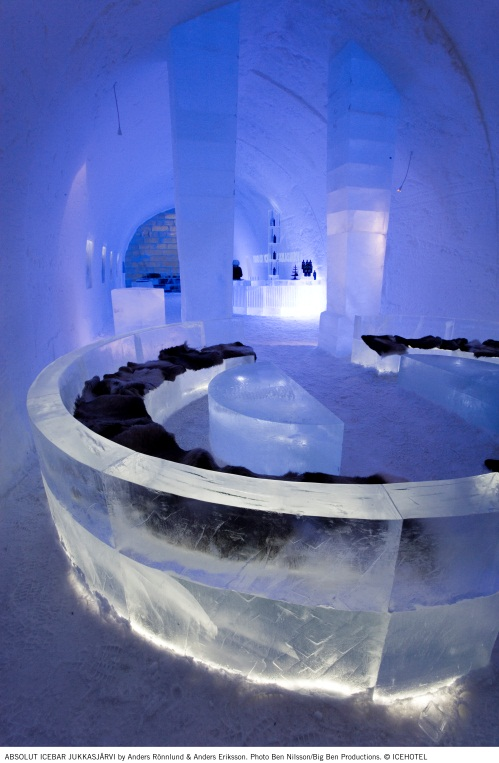 ABSOLUT ICEBAR JUKKASJÄRVI by Anders Rönnlund & Anders Eriksson. Photo Ben Nilsson/Big Ben Productions. © ICEHOTEL